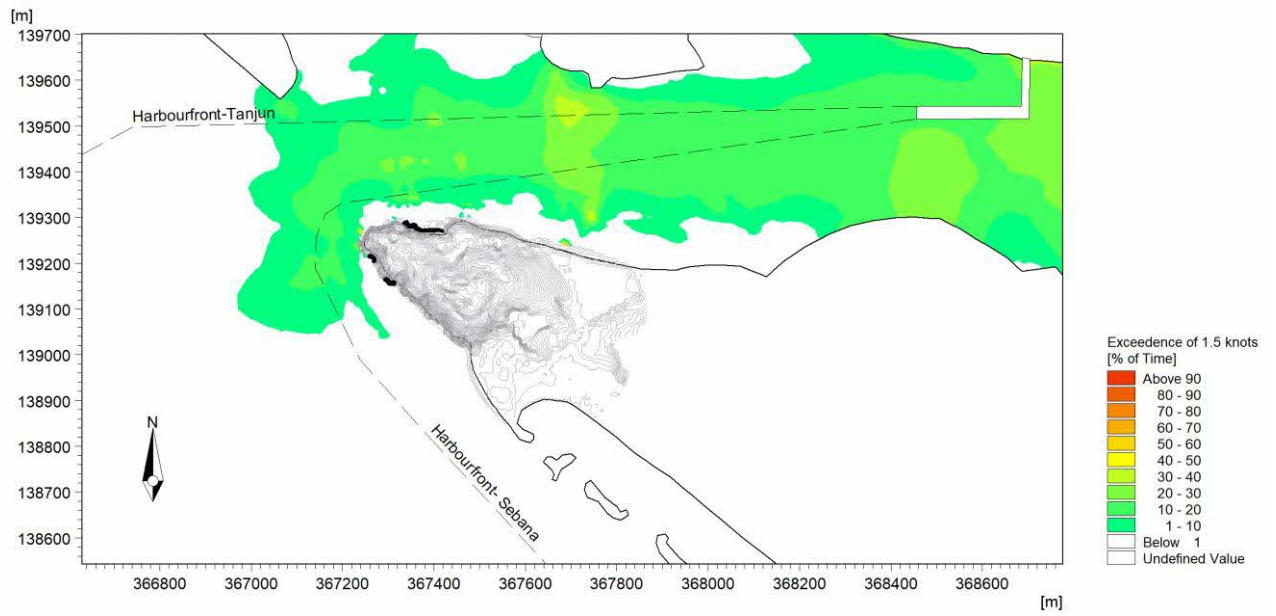 [m]
139700
139600
139500
139400
139300
139200
139100
139000
138900
138800
138700
138600
Harbourfront-Tanjun
Harbourfront- Sebana
N
366800 367000 367200 367400 367600 367800 368000 368200 368400 368600
[m]
Exceedence of 1.5 knots
[% of Time]
Above 90
80 - 90
70 - 80
60 - 70
50 - 60
40 - 50
30 - 40
20 - 30
10 - 20
1 - 10
Below 1
Undefined Value